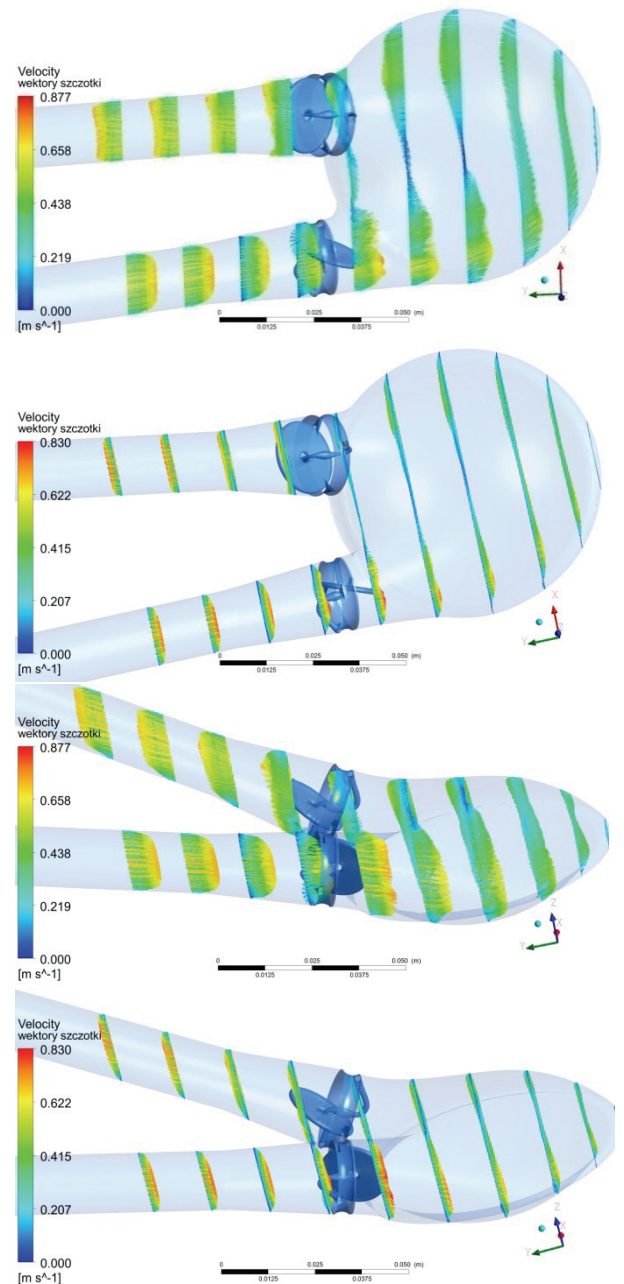 Velocity
wektory szczotki
0.877
0.658
0.438
0.219
0.000
[m s^-1]
0 0.025 0.050 (m)
0.0125 0.0375
X
Y
Velocity
wektory szczotki
0.830
0.622
0.415
0.207
0.000
[m s^-1]
0 0.025 0.050 (m)
0.0125 0.0375
X
Z
Y
Velocity
wektory szczotki
0.877
0.658
0.438
0.219
0.000
[m s^-1]
0 0.025 0.050 (m)
0.0125 0.0375
Z
X
Y
Velocity
wektory szczotki
0.830
0.622
0.415
0.207
0.000
[m s^-1]
0 0.025 0.050 (m)
0.0125 0.0375
Z
X
Y